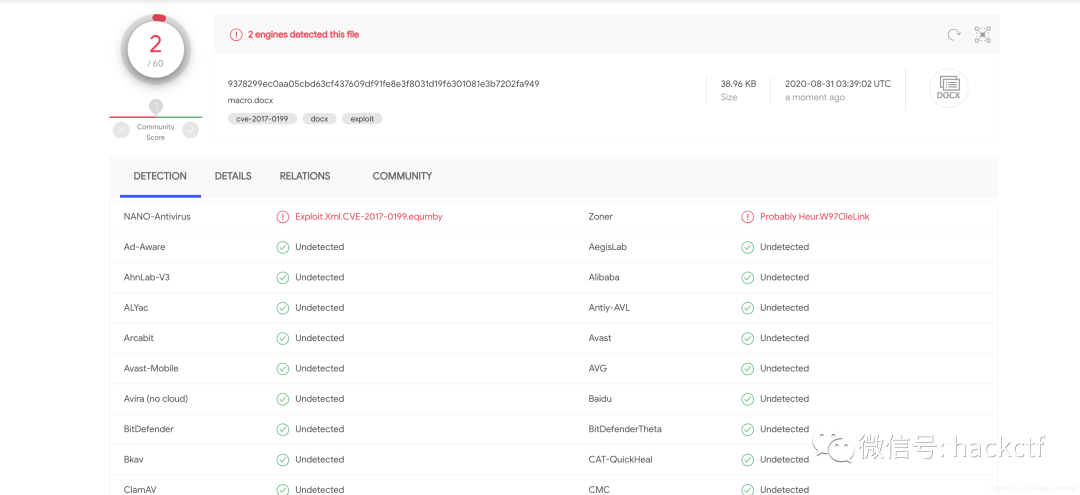 2
/ 60
2 engines detected this file
9378299ec0aa05cbd63cf437609df91fe8e3f8031d19f6301081e3b7202fa949
macro.docx
cve-2017-0199 docx exploit
38.96 KB
Size
2020-08-31 03:39:02 UTC
a moment ago
DOCX
?
Community
Score
DETECTION DETAILS RELATIONS COMMUNITY
NANO-Antivirus Exploit.Xml.CVE-2017-0199.equmby Zoner Probably Heur.W97OleLink
Ad-Aware Undetected AegisLab Undetected
AhnLab-V3 Undetected Alibaba Undetected
ALYac Undetected Antiy-AVL Undetected
Arcabit Undetected Avast Undetected
Avast-Mobile Undetected AVG Undetected
Avira (no cloud) Undetected Baidu Undetected
BitDefender Undetected BitDefenderTheta Undetected
Bkav Undetected CAT-QuickHeal Undetected
ClamAV Undetected CMC Undetected
微信号: hackctf